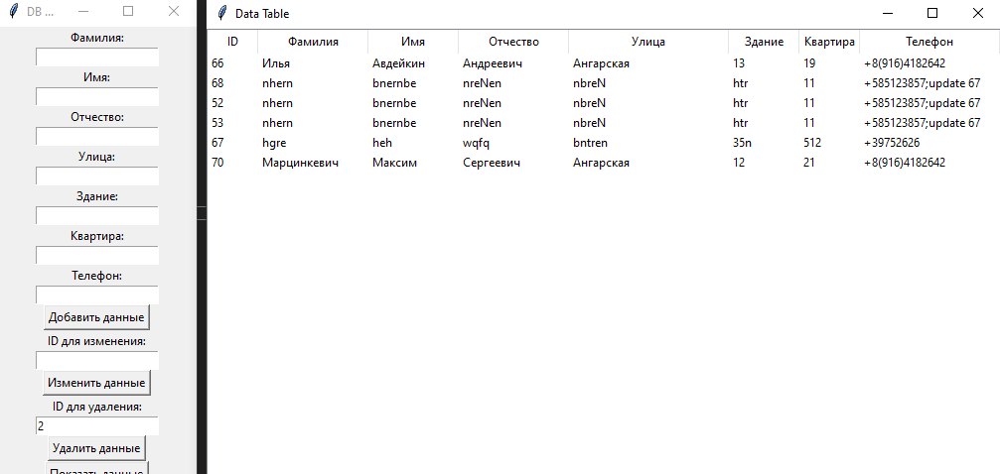 DB ...
Фамилия:
Имя:
Отчество:
Улица:
Здание:
Квартира:
Телефон:
Добавить данные
ID для изменения:
Изменить данные
ID для удаления:
2
Удалить данные
Показать данные
Data Table
ID Фамилия Имя Отчество Улица Здание Квартира Телефон
66 Илья Авдейкин Андреевич Ангарская 13 19 +8(916)4182642
68 nhern bnernbe nreNen nbreN htr 11 +585123857;update 67
52 nhern bnernbe nreNen nbreN htr 11 +585123857;update 67
53 nhern bnernbe nreNen nbreN htr 11 +585123857;update 67
67 hgre heh wqfq bntren 35n 512 +39752626
70 Марцинкевич Максим Сергеевич Ангарская 12 21 +8(916)4182642